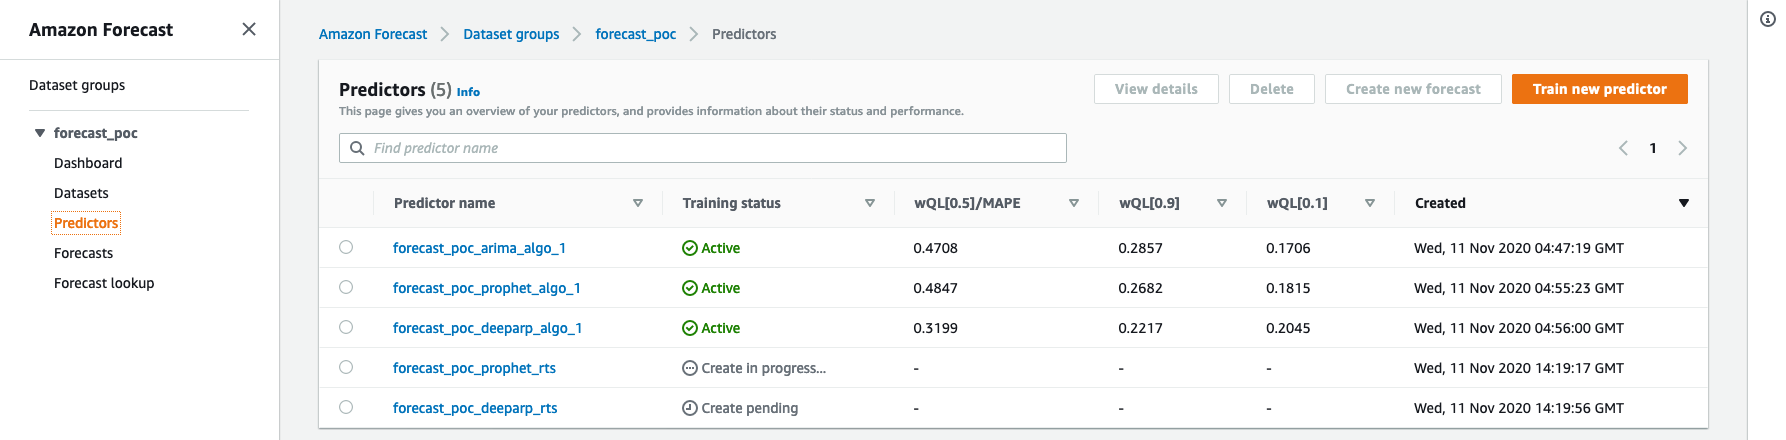 Amazon Forecast
Dataset groups
forecast_poc
Dashboard
Datasets
Predictors
Forecasts
Forecast lookup
Amazon Forecast Dataset groups forecast_poc Predictors
Predictors (5) Info
This page gives you an overview of your predictors, and provides information about their status and performance.
View details Delete Create new forecast Train new predictor
Find predictor name
1
Predictor name Training status wQL[0.5]/MAPE wQL[0.9] wQL[0.1] Created
forecast_poc_arima_algo_1 Active 0.4708 0.2857 0.1706 Wed, 11 Nov 2020 04:47:19 GMT
forecast_poc_prophet_algo_1 Active 0.4847 0.2682 0.1815 Wed, 11 Nov 2020 04:55:23 GMT
forecast_poc_deeparp_algo_1 Active 0.3199 0.2217 0.2045 Wed, 11 Nov 2020 04:56:00 GMT
forecast_poc_prophet_rts Create in progress... - - - Wed, 11 Nov 2020 14:19:17 GMT
forecast_poc_deeparp_rts Create pending - - - Wed, 11 Nov 2020 14:19:56 GMT